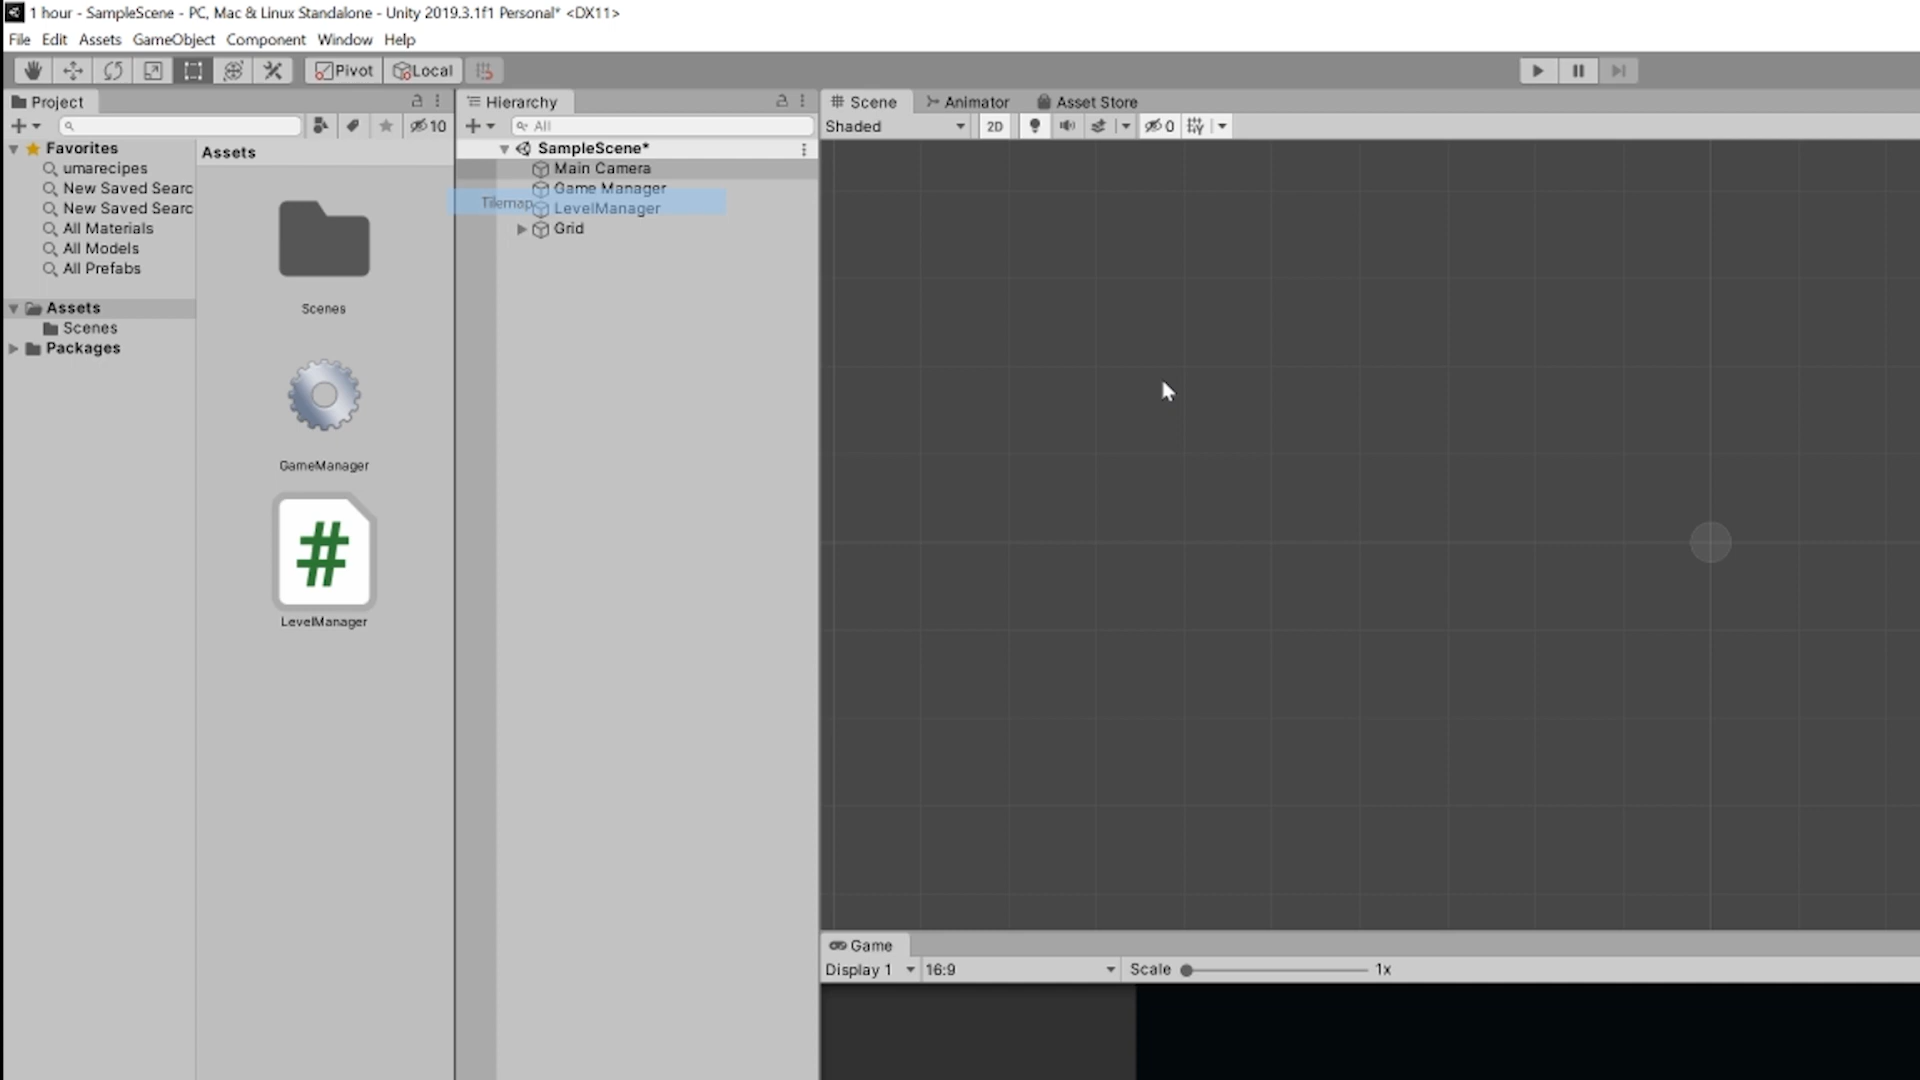 1 hour - SampleScene - PC, Mac & Linux Standalone - Unity 2019.3.1f1 Personal* <DX11>
File Edit Assets GameObject Component Window Help
Pivot Local
Project
10
Favorites
umarecipes
New Saved Searc
New Saved Searc
All Materials
All Models
All Prefabs
Assets
Scenes
Packages
Assets
Scenes
GameManager
#
LevelManager
Hierarchy
All
SampleScene*
Main Camera
Game Manager
Tilemap
LevelManager
Grid
Scene Animator Asset Store
Shaded 2D 0
Game
Display 1 16:9 Scale 1x